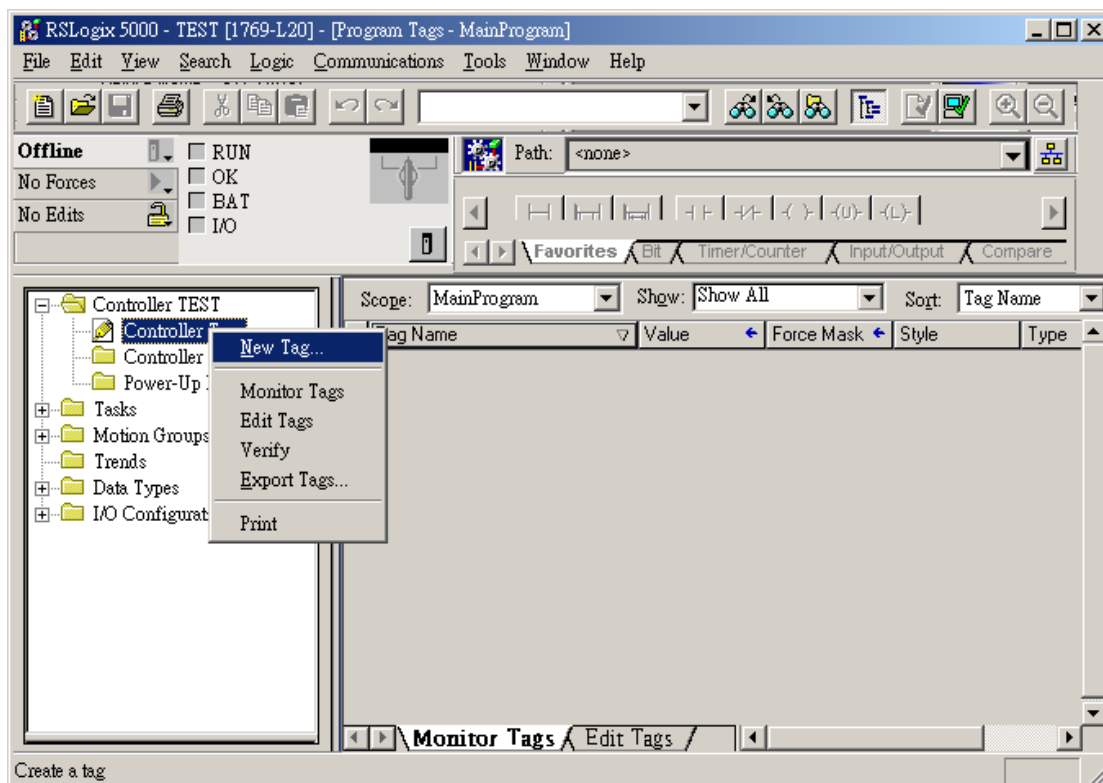 RSLogix 5000 - TEST [1769-L20] - [Program Tags - MainProgram]
File Edit View Search Logic Communications Tools Window Help
Offline
RUN
Path: <none>
No Forces
OK
BAT
No Edits
I/O
Favorites Bit Timer/Counter Input/Output Compare
Controller TEST
Scope: MainProgram Show: Show All Sort: Tag Name
Controller
Tag Name Value Force Mask Style Type
New Tag...
Controller
Power-Up
Monitor Tags
Tasks
Edit Tags
Motion Groups
Verify
Trends
Export Tags...
Data Types
I/O Configurat
Print
Monitor Tags Edit Tags
Create a tag